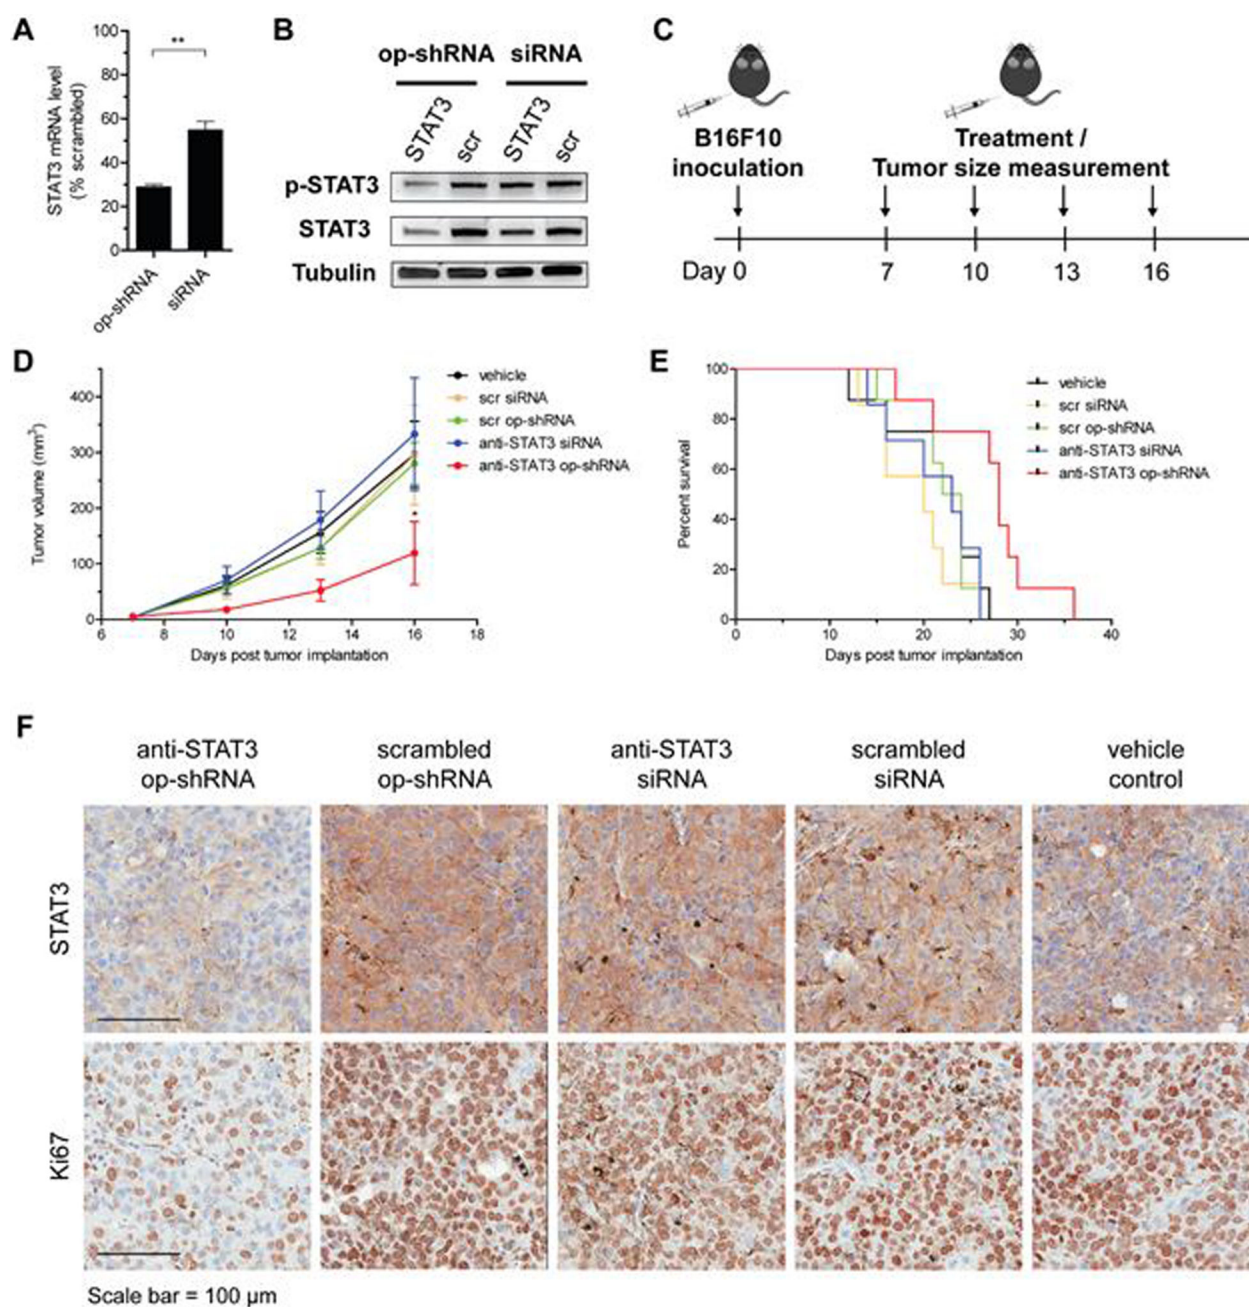 A
STAT3 mRNA level
(% scrambled)
100
80
60
40
20
0
**
op-shRNA
siRNA
B
op-shRNA siRNA
STAT3 scr STAT3 scr
p-STAT3
STAT3
Tubulin
C
B16F10
inoculation
Treatment /
Tumor size measurement
Day 0 7 10 13 16
D
Tumor volume (mm³)
400
300
200
100
0
6 8 10 12 14 16 18
Days post tumor implantation
*
vehicle
scr siRNA
scr op-shRNA
anti-STAT3 siRNA
anti-STAT3 op-shRNA
E
Percent survival
100
80
60
40
20
0
0 10 20 30 40
Days post tumor implantation
vehicle
scr siRNA
scr op-shRNA
anti-STAT3 siRNA
anti-STAT3 op-shRNA
F
anti-STAT3 scrambled anti-STAT3 scrambled vehicle
op-shRNA op-shRNA siRNA siRNA control
STAT3
Ki67
Scale bar = 100 µm